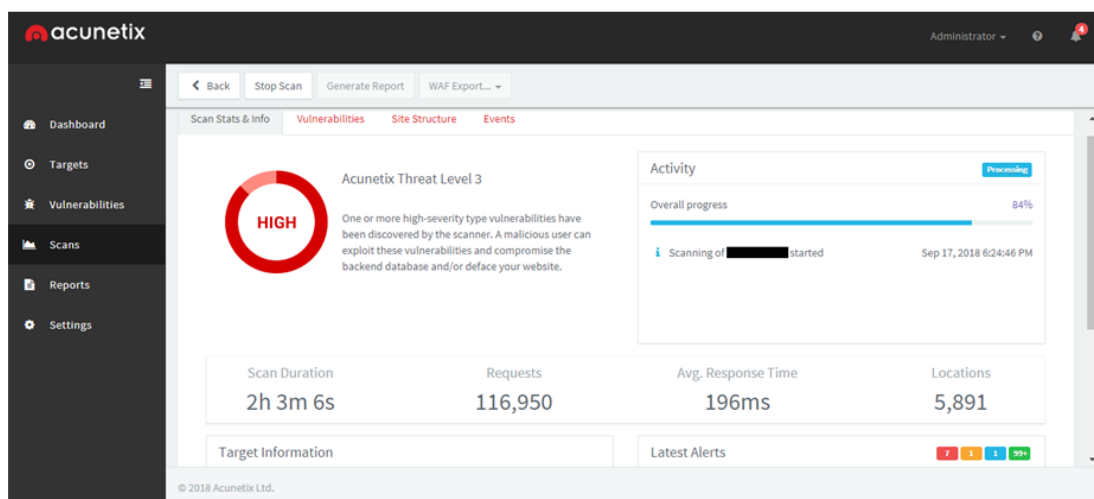 acunetix
Administrator
4
Back
Stop Scan
Generate Report
WAF Export...
Dashboard
Targets
Vulnerabilities
Scans
Reports
Settings
Scan Stats & Info
Vulnerabilities
Site Structure
Events
HIGH
Acunetix Threat Level 3
One or more high-severity type vulnerabilities have
been discovered by the scanner. A malicious user can
exploit these vulnerabilities and compromise the
backend database and/or deface your website.
Activity
Processing
Overall progress
84%
Scanning of
started
Sep 17, 2018 6:24:46 PM
Scan Duration
2h 3m 6s
Requests
116,950
Avg. Response Time
196ms
Locations
5,891
Target Information
Latest Alerts
7
1
1
99+
© 2018 Acunetix Ltd.